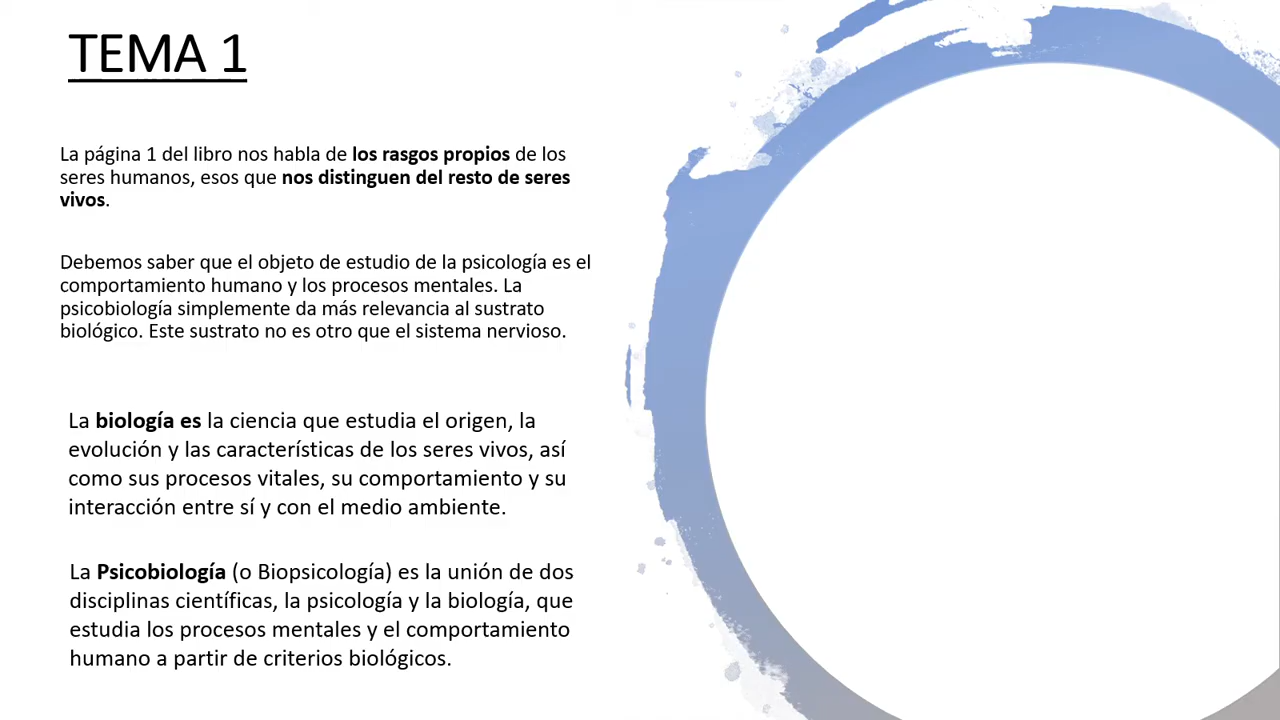 TEMA 1
La página 1 del libro nos habla de los rasgos propios de los
seres humanos, esos que nos distinguen del resto de seres
vivos.
Debemos saber que el objeto de estudio de la psicología es el
comportamiento humano y los procesos mentales. La
psicobiología simplemente da más relevancia al sustrato
biológico. Este sustrato no es otro que el sistema nervioso.
La biología es la ciencia que estudia el origen, la
evolución y las características de los seres vivos, así
como sus procesos vitales, su comportamiento y su
interacción entre sí y con el medio ambiente.
La Psicobiología (o Biopsicología) es la unión de dos
disciplinas científicas, la psicología y la biología, que
estudia los procesos mentales y el comportamiento
humano a partir de criterios biológicos.